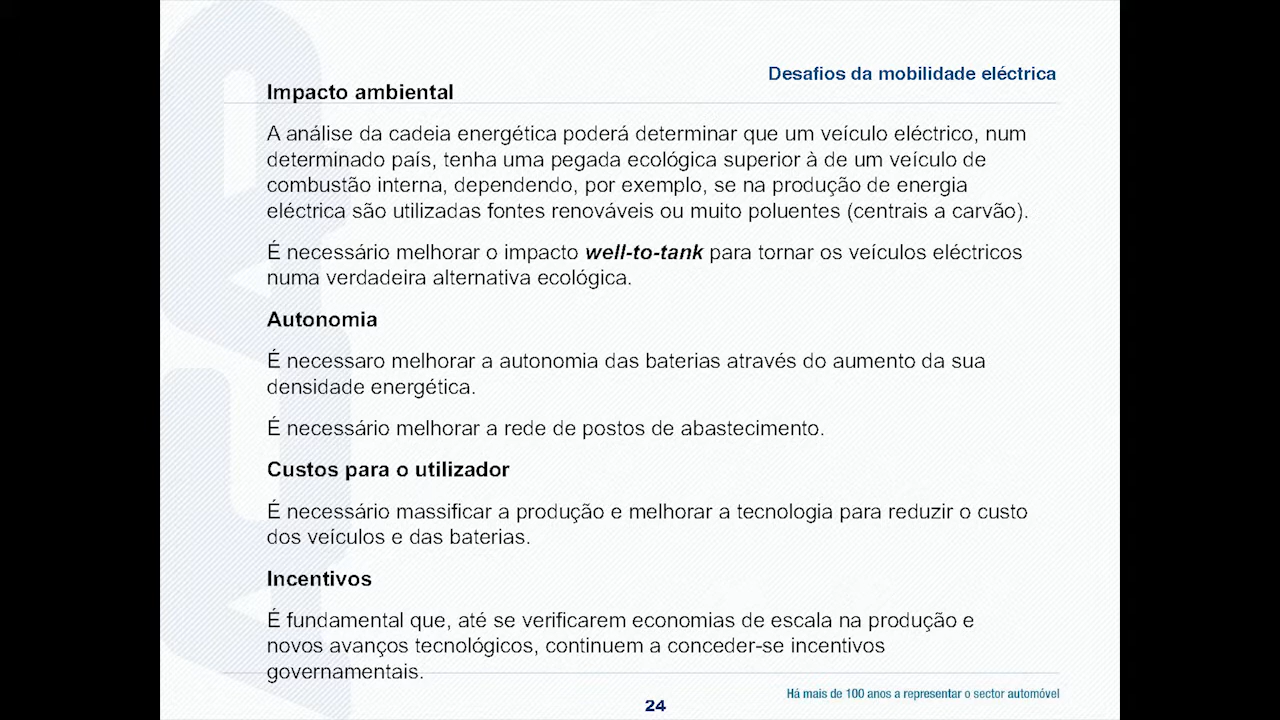 Desafios da mobilidade eléctrica
Impacto ambiental
A análise da cadeia energética poderá determinar que um veículo eléctrico, num
determinado país, tenha uma pegada ecológica superior à de um veículo de
combustão interna, dependendo, por exemplo, se na produção de energia
eléctrica são utilizadas fontes renováveis ou muito poluentes (centrais a carvão).
É necessário melhorar o impacto well-to-tank para tornar os veículos eléctricos
numa verdadeira alternativa ecológica.
Autonomia
É necessaro melhorar a autonomia das baterias através do aumento da sua
densidade energética.
É necessário melhorar a rede de postos de abastecimento.
Custos para o utilizador
É necessário massificar a produção e melhorar a tecnologia para reduzir o custo
dos veículos e das baterias.
Incentivos
É fundamental que, até se verificarem economias de escala na produção e
novos avanços tecnológicos, continuem a conceder-se incentivos
governamentais.
Há mais de 100 anos a representar o sector automóvel
24